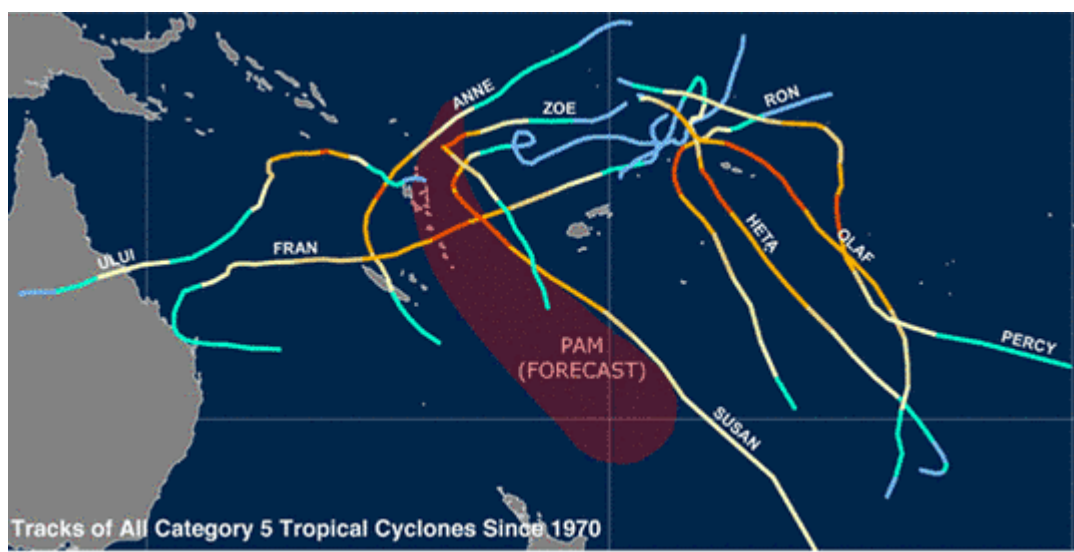 ANNE
ZOE
RON
ULUI
FRAN
HETA
OLAF
PERCY
PAM
(FORECAST)
SUSAN
Tracks of All Category 5 Tropical Cyclones Since 1970